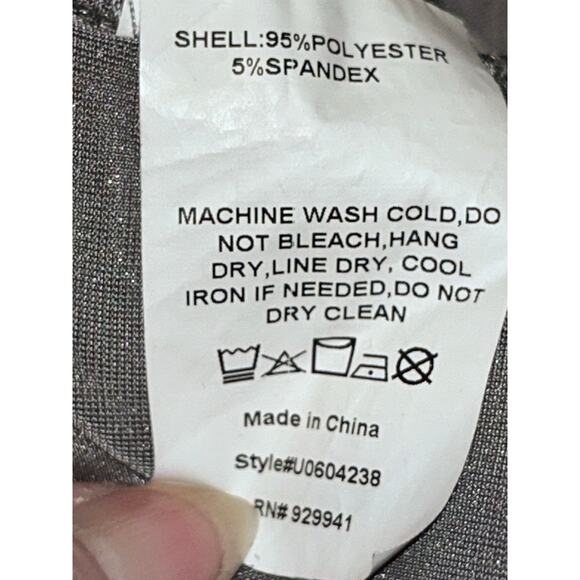 SHELL:95%POLYESTER
5%SPANDEX
MACHINE WASH COLD,DO
NOT BLEACH,HANG
DRY,LINE DRY, COOL
IRON IF NEEDED,DO NOT
DRY CLEAN
Made in China
Style#U0604238
RN# 929941